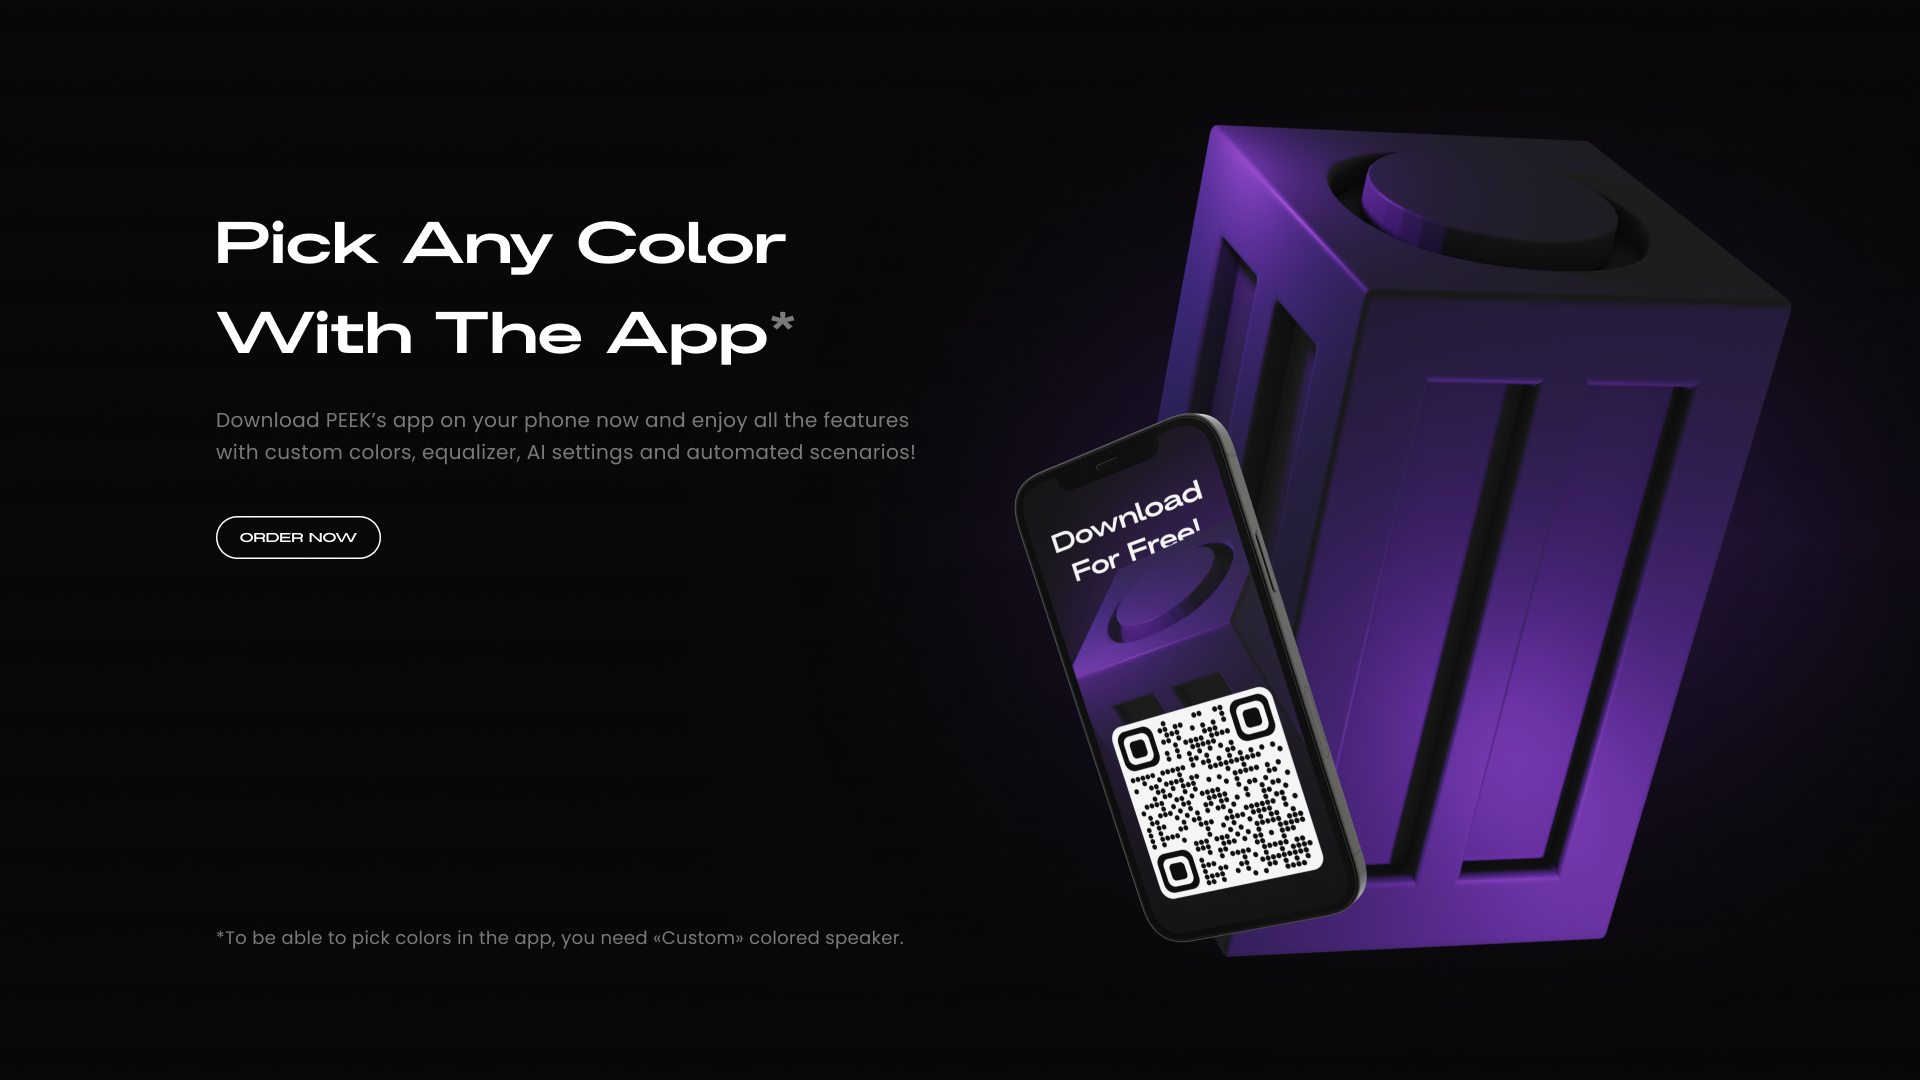 Pick Any Color
With The App*
Download PEEK’s app on your phone now and enjoy all the features
with custom colors, equalizer, AI settings and automated scenarios!
ORDER NOW
*To be able to pick colors in the app, you need «Custom» colored speaker.
Download
For Free!